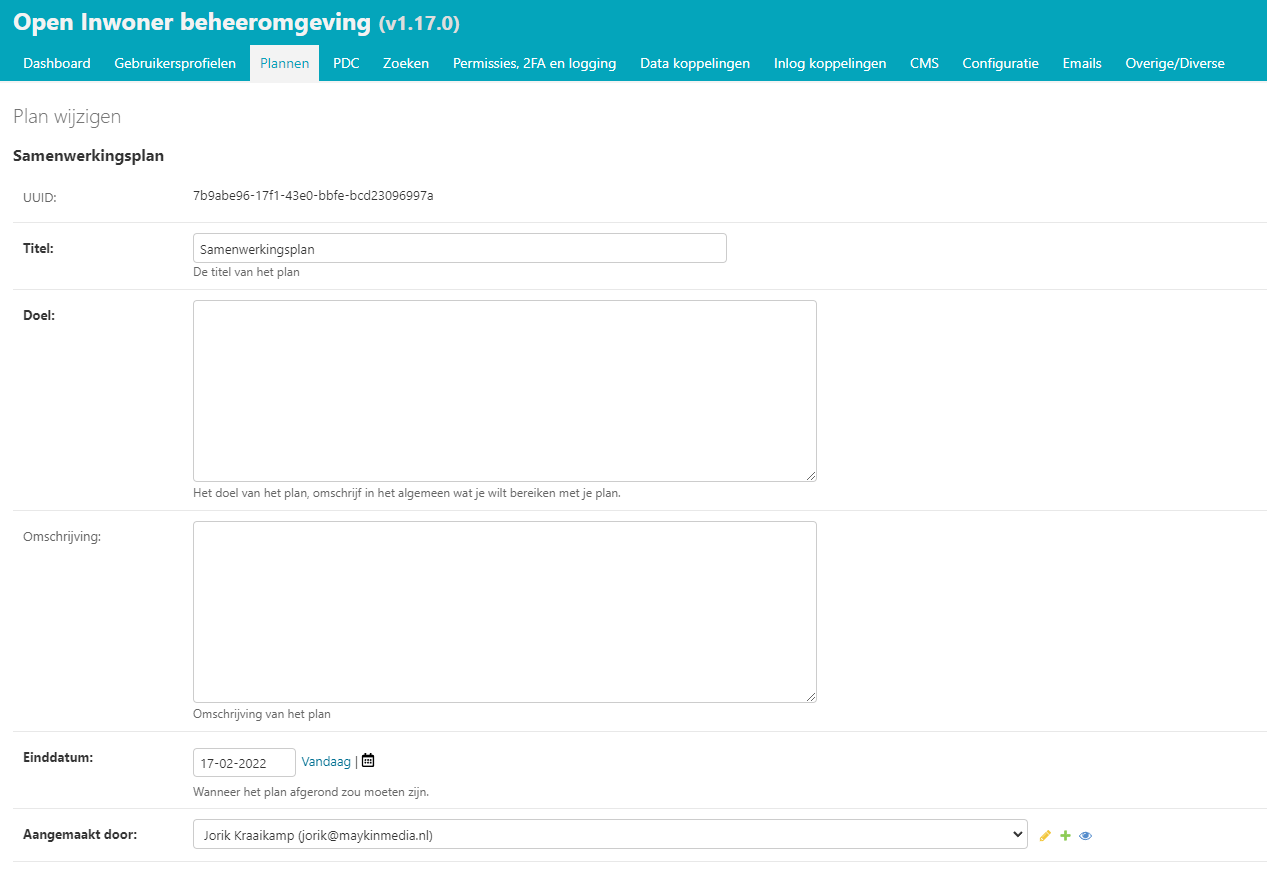 Open Inwoner beheeromgeving (v1.17.0)
Dashboard Gebruikersprofielen Plannen PDC Zoeken Permissies, 2FA en logging Data koppelingen Inlog koppelingen CMS Configuratie Emails Overige/Diverse
Plan wijzigen
Samenwerkingsplan
UUID: 7b9abe96-17f1-43e0-bbfe-bcd23096997a
Titel: Samenwerkingsplan
De titel van het plan
Doel:
Het doel van het plan, omschrijf in het algemeen wat je wilt bereiken met je plan.
Omschrijving:
Omschrijving van het plan
Einddatum: 17-02-2022 Vandaag |
Wanneer het plan afgerond zou moeten zijn.
Aangemaakt door: Jorik Kraaikamp (jorik@maykinmedia.nl)